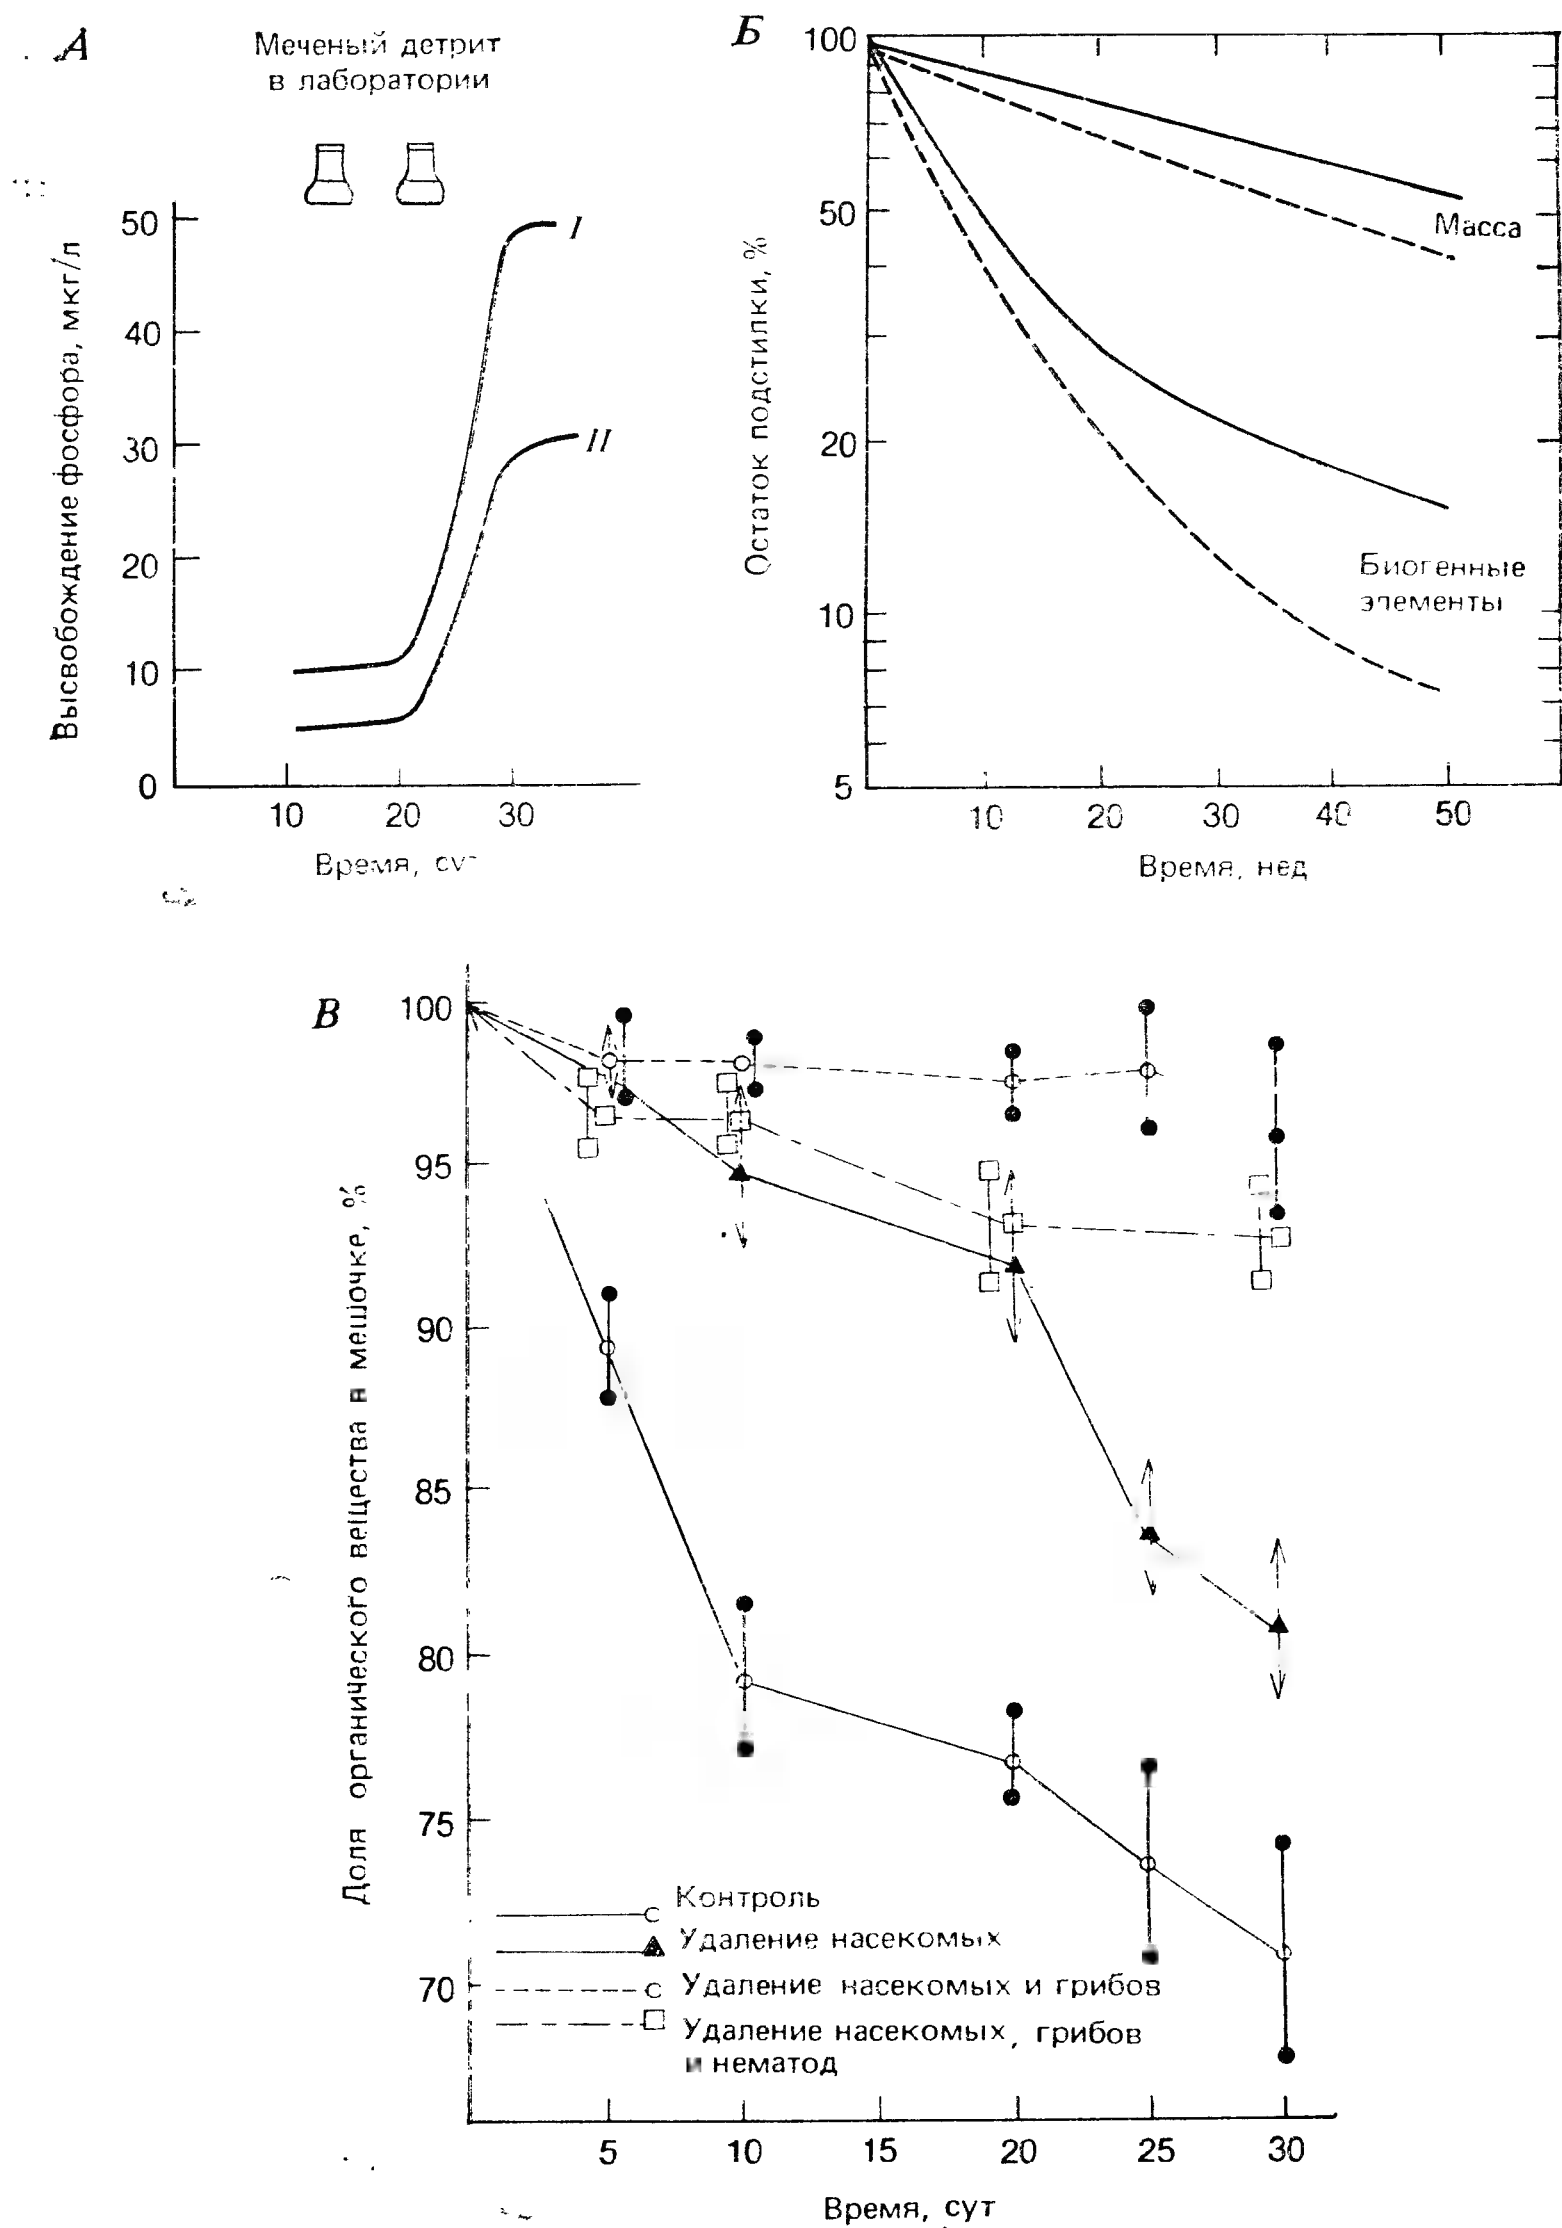 А
Меченый детрит
в лаборатории
Высвобождение фосфора, мкг/л
50
40
30
20
10
0
I
II
10 20 30
Время, сут
Б
Остаток подстилки, %
100
50
20
10
5
Масса
Биогенные
элементы
10 20 30 40 50
Время, нед
В
Доля органического вещества в мешочке, %
100
95
90
85
80
75
70
Контроль
Удаление насекомых
Удаление насекомых и грибов
Удаление насекомых, грибов
и нематод
5 10 15 20 25 30
Время, сут